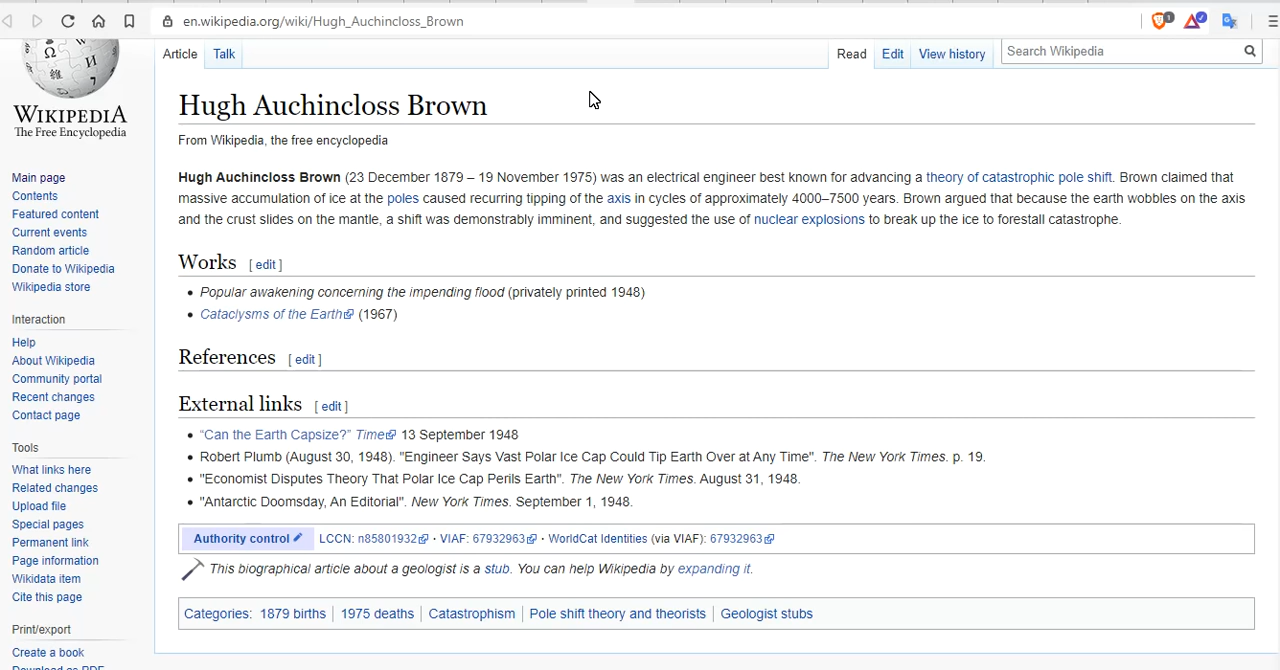 en.wikipedia.org/wiki/Hugh_Auchincloss_Brown
1
Article Talk Read Edit View history Search Wikipedia
WIKIPEDIA
The Free Encyclopedia
Main page
Contents
Featured content
Current events
Random article
Donate to Wikipedia
Wikipedia store
Interaction
Help
About Wikipedia
Community portal
Recent changes
Contact page
Tools
What links here
Related changes
Upload file
Special pages
Permanent link
Page information
Wikidata item
Cite this page
Print/export
Create a book
Download as PDF
Hugh Auchincloss Brown
From Wikipedia, the free encyclopedia
Hugh Auchincloss Brown (23 December 1879 – 19 November 1975) was an electrical engineer best known for advancing a theory of catastrophic pole shift. Brown claimed that
massive accumulation of ice at the poles caused recurring tipping of the axis in cycles of approximately 4000–7500 years. Brown argued that because the earth wobbles on the axis
and the crust slides on the mantle, a shift was demonstrably imminent, and suggested the use of nuclear explosions to break up the ice to forestall catastrophe.
Works [ edit ]
• Popular awakening concerning the impending flood (privately printed 1948)
• Cataclysms of the Earth (1967)
References [ edit ]
External links [ edit ]
• “Can the Earth Capsize?” Time 13 September 1948
• Robert Plumb (August 30, 1948). "Engineer Says Vast Polar Ice Cap Could Tip Earth Over at Any Time". The New York Times. p. 19.
• "Economist Disputes Theory That Polar Ice Cap Perils Earth". The New York Times. August 31, 1948.
• "Antarctic Doomsday, An Editorial". New York Times. September 1, 1948.
Authority control LCCN: n85801932 · VIAF: 67932963 · WorldCat Identities (via VIAF): 67932963
This biographical article about a geologist is a stub. You can help Wikipedia by expanding it.
Categories: 1879 births | 1975 deaths | Catastrophism | Pole shift theory and theorists | Geologist stubs